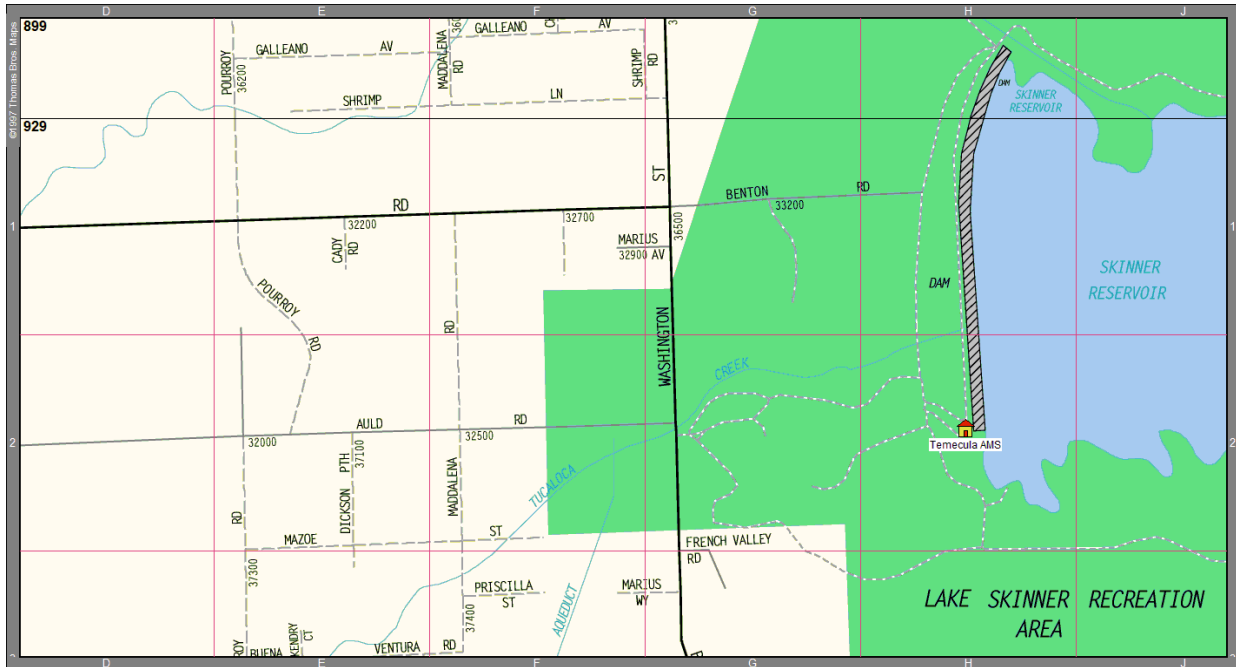 D E F G H J
©1997 Thomas Bros. Maps
899
POURROY
36200
GALLEANO AV
MADDALENA RD
GALLEANO AV
SHRIMP RD
SHRIMP LN
DAM
SKINNER
RESERVOIR
929
ST
RD
BENTON RD
1
32200
32700
36500
33200
1
CADY RD
MARIUS
32900 AV
POURROY RD
RD
WASHINGTON
DAM
SKINNER
RESERVOIR
CREEK
AULD RD
2
32000
32500
2
Temecula AMS
37100
DICKSON PTH
MADDALENA
TUCALOCA
RD
MAZOE ST
FRENCH VALLEY
RD
37300
PRISCILLA
ST
37400
AQUEDUCT
MARIUS
WY
LAKE SKINNER RECREATION
AREA
ROY
BUENA
KENDRY CT
VENTURA RD
D E F G H J